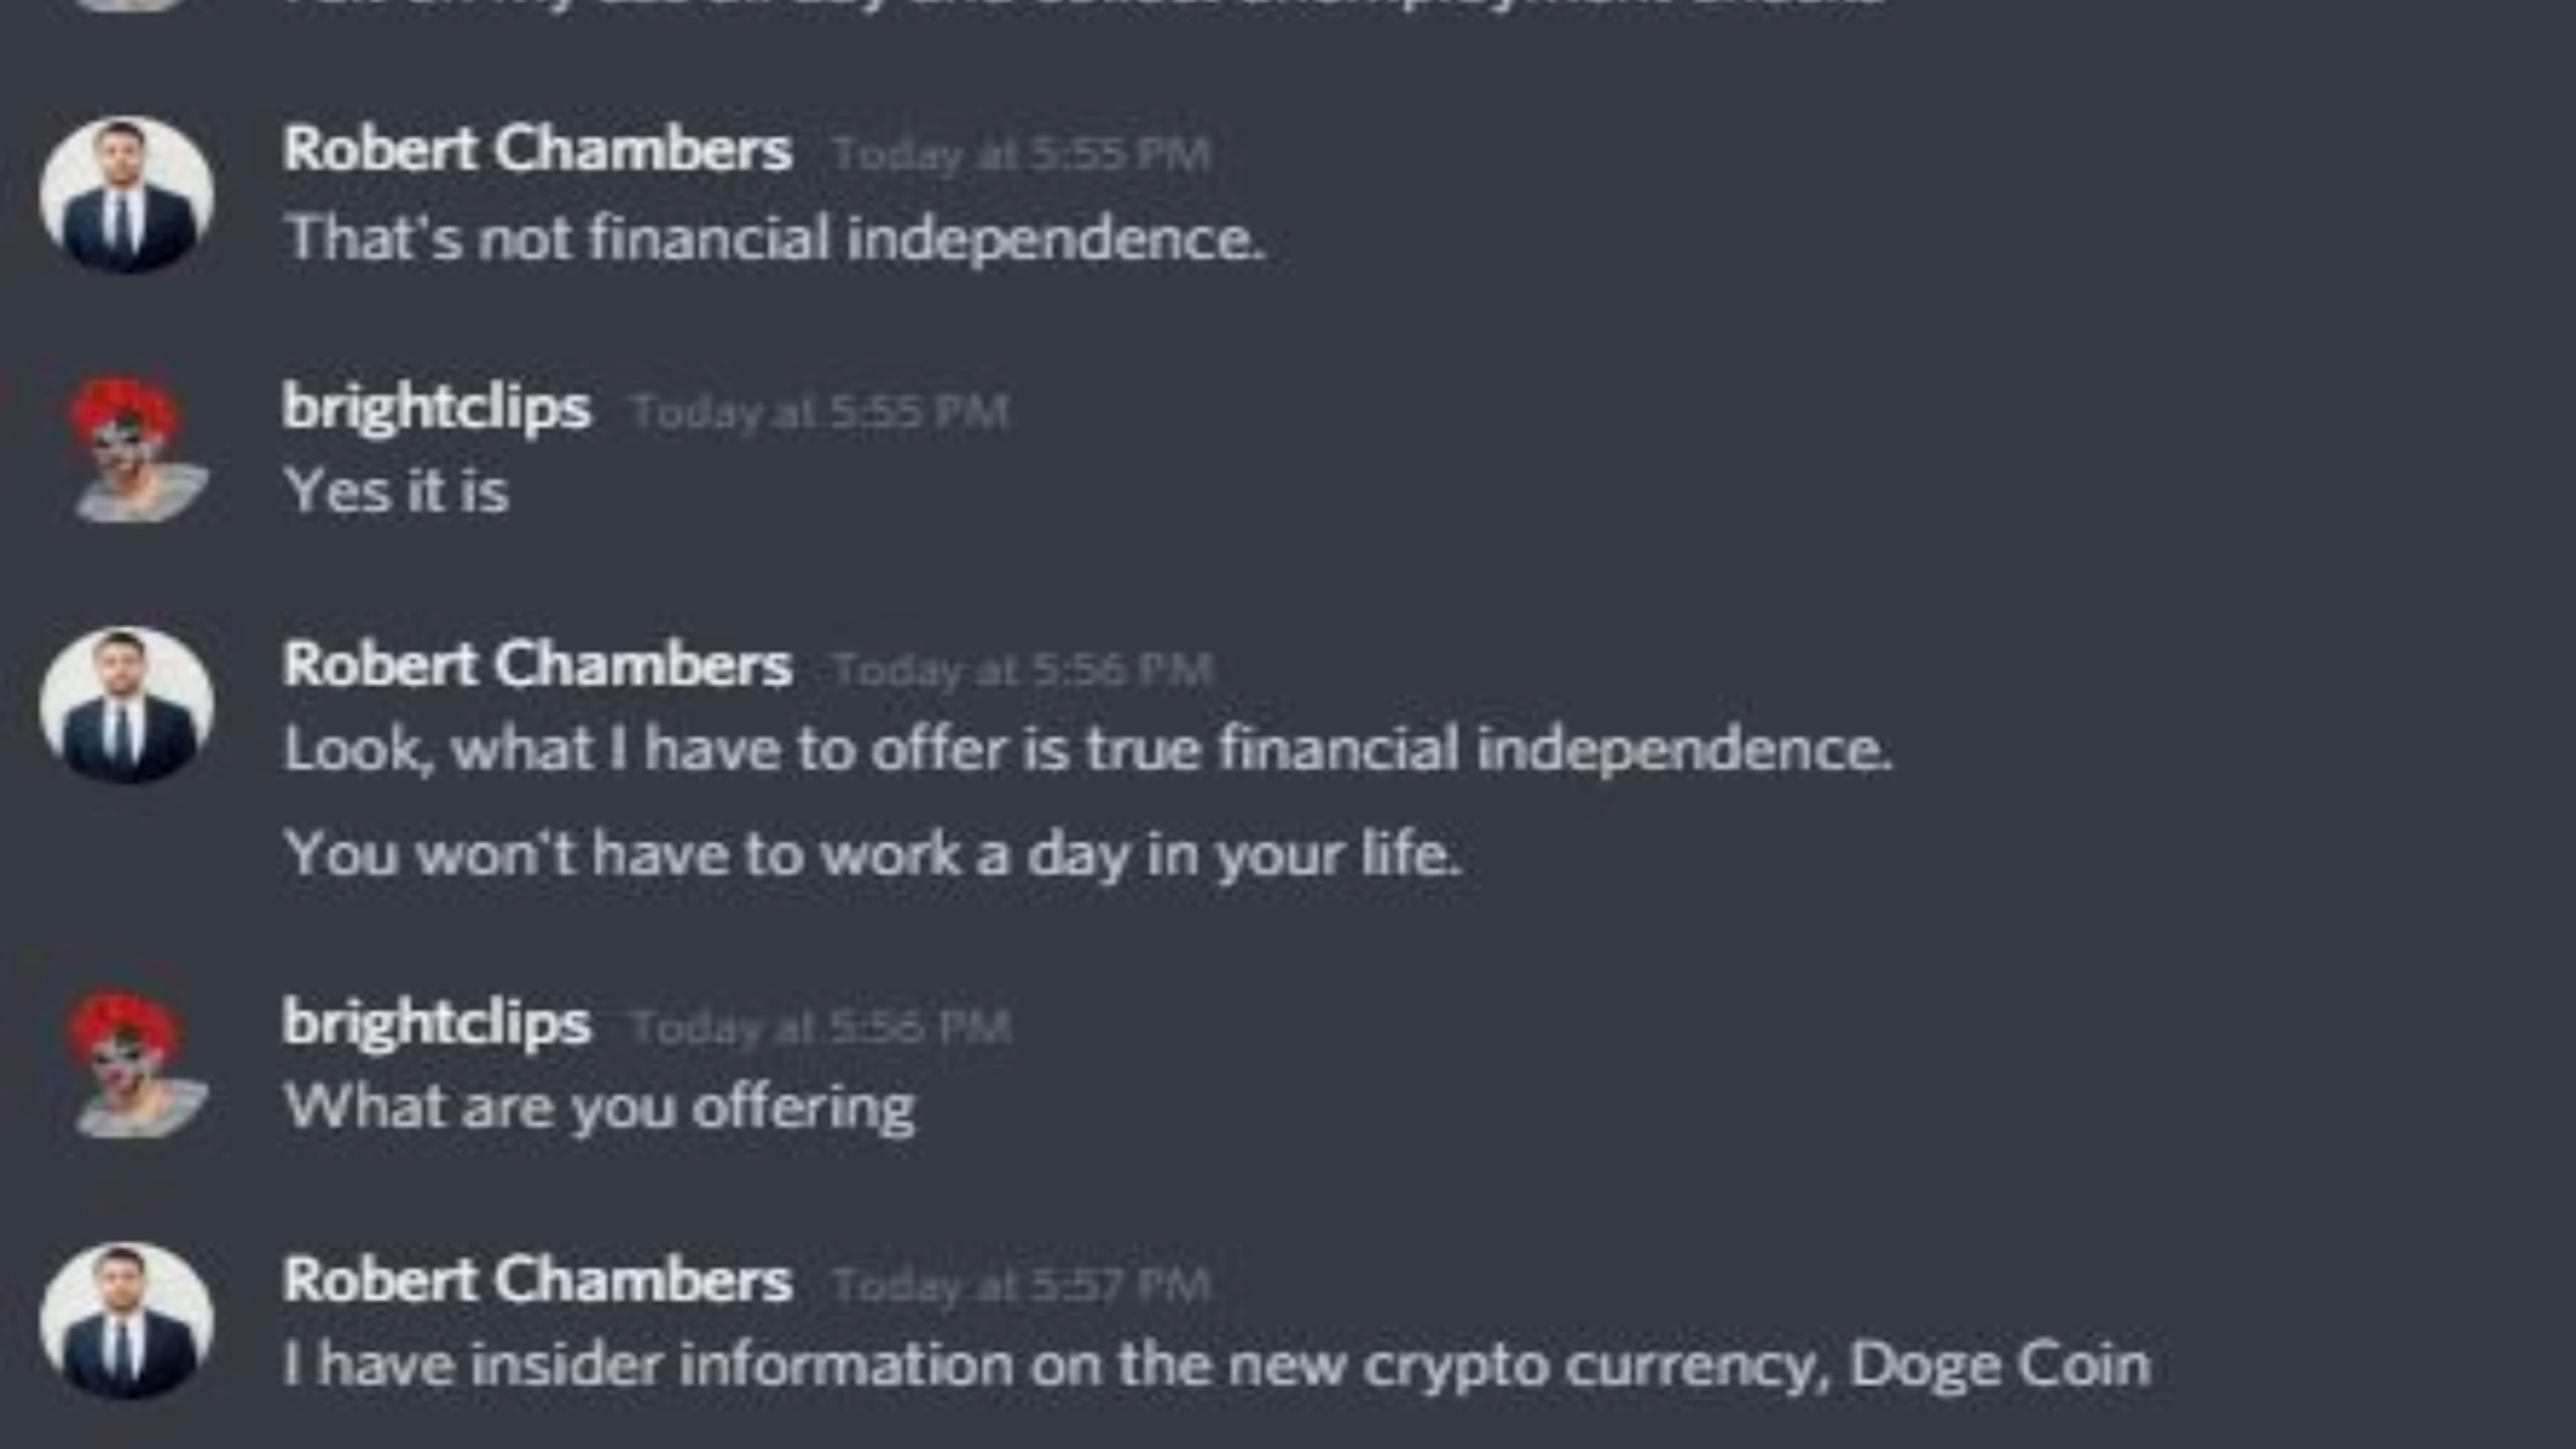 Robert Chambers Today at 5:55 PM
That's not financial independence.
brightclips Today at 5:55 PM
Yes it is
Robert Chambers Today at 5:56 PM
Look, what I have to offer is true financial independence.
You won't have to work a day in your life.
brightclips Today at 5:56 PM
What are you offering
Robert Chambers Today at 5:57 PM
I have insider information on the new crypto currency, Doge Coin